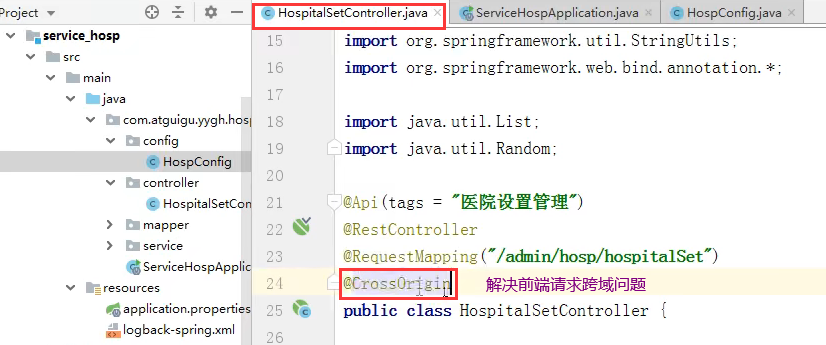 Project
service_hosp
src
main
java
com.atguigu.yygh.hosp
config
HospConfig
controller
HospitalSetCon
mapper
service
ServiceHospApplic
resources
application.properties
logback-spring.xml
HospitalSetController.java
ServiceHospApplication.java
HospConfig.java
15 import org.springframework.util.StringUtils;
16 import org.springframework.web.bind.annotation.*;
17
18 import java.util.List;
19 import java.util.Random;
20
21 @Api(tags = "医院设置管理")
22 @RestController
23 @RequestMapping("/admin/hosp/hospitalSet")
24 @CrossOrigin 解决前端请求跨域问题
25 public class HospitalSetController {
26